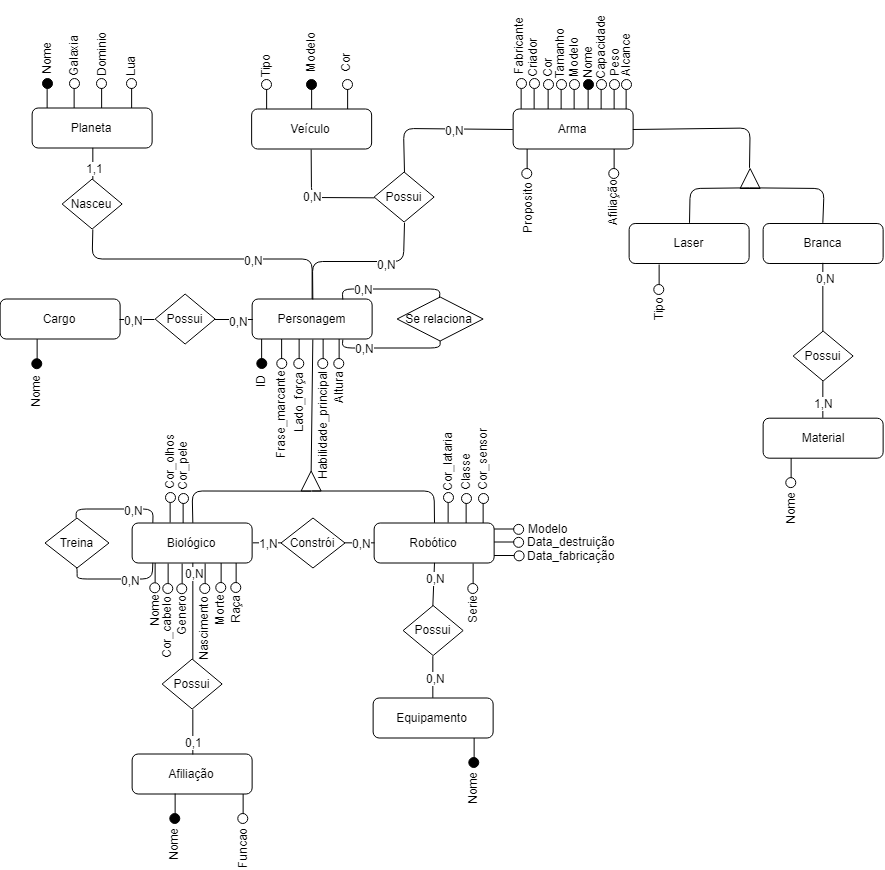 Nome
Galaxia
Dominio
Lua
Planeta
1,1
Nasceu
0,N
Tipo
Modelo
Cor
Veículo
0,N
Possui
0,N
0,N
Fabricante
Criador
Cor
Tamanho
Modelo
Nome
Capacidade
Peso
Alcance
Arma
Proposito
Afiliação
Laser
Tipo
Branca
0,N
Possui
1,N
Material
Nome
Cargo
Nome
0,N
Possui
0,N
Personagem
0,N
Se relaciona
0,N
ID
Frase_marcante
Lado_força
Habilidade_principal
Altura
Cor_olhos
Cor_pele
0,N
Treina
0,N
Biológico
1,N
Constrói
0,N
Robótico
Cor_lataria
Classe
Cor_sensor
Modelo
Data_destruição
Data_fabricação
Serie
Nome
Cor_cabelo
Genero
0,N
Nascimento
Morte
Raça
Possui
0,1
Afiliação
Nome
Funcao
0,N
Possui
0,N
Equipamento
Nome